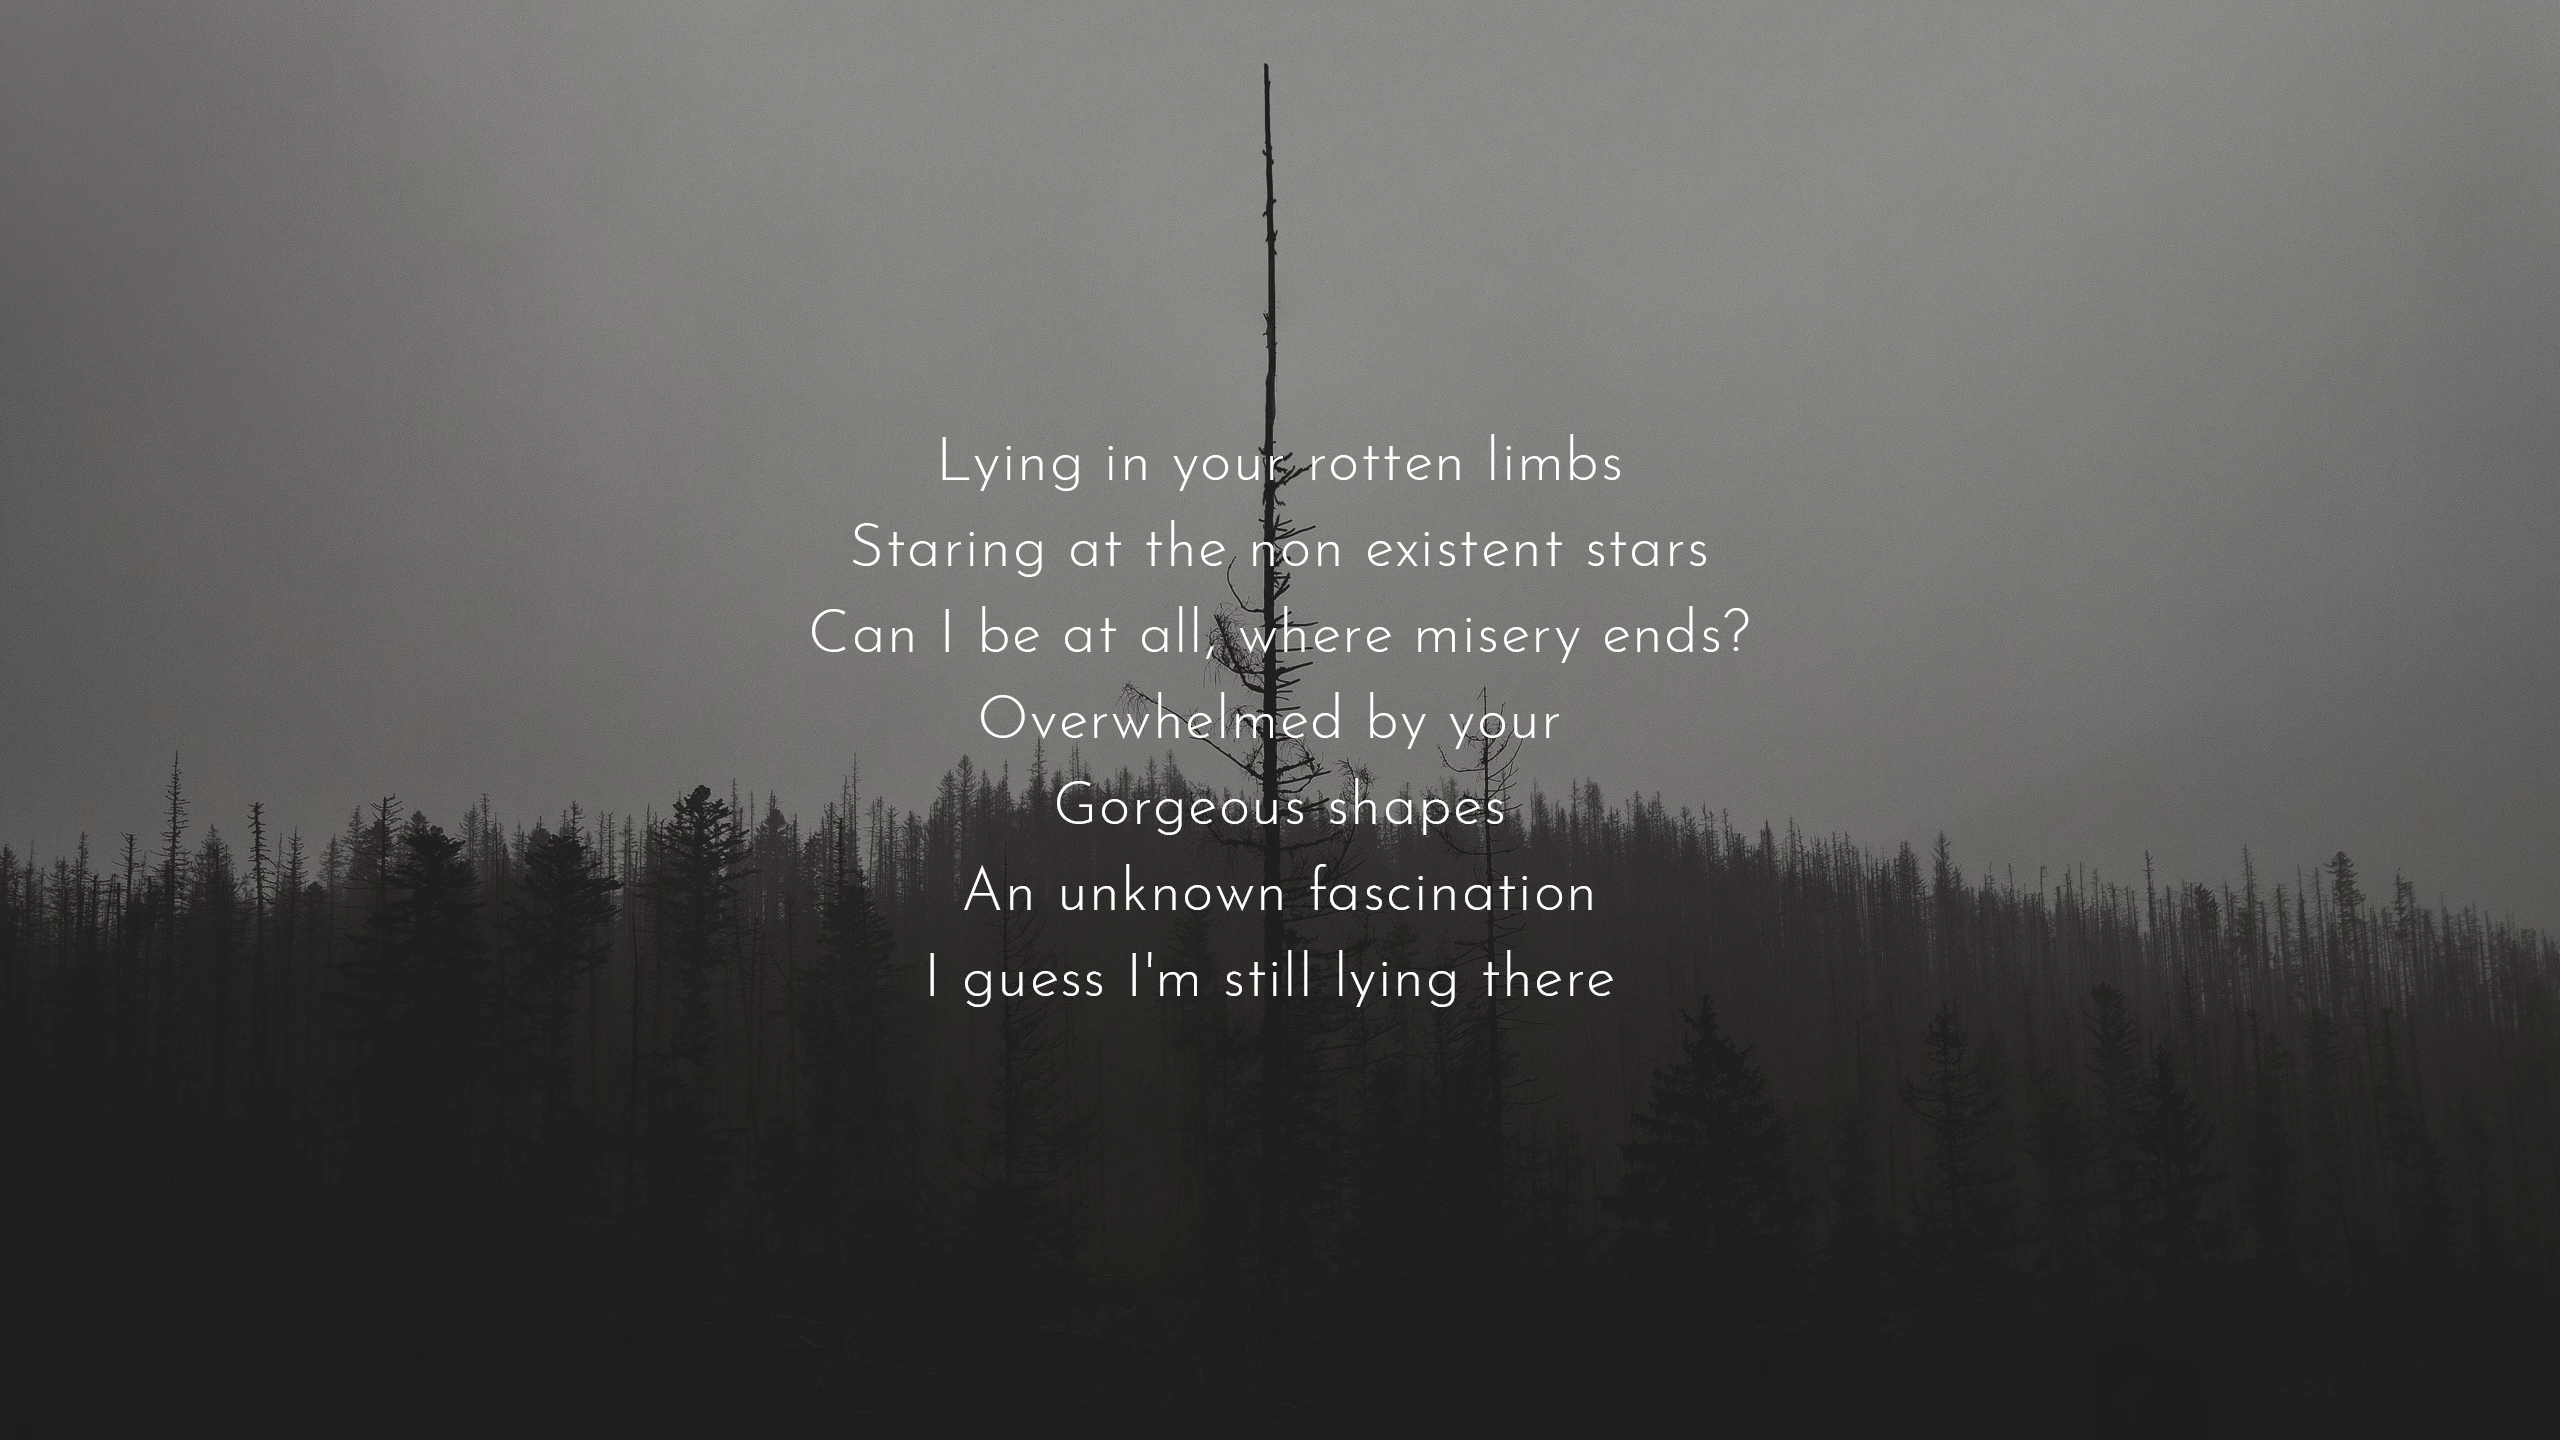 Lying in your rotten limbs
Staring at the non existent stars
Can I be at all, where misery ends?
Overwhelmed by your
Gorgeous shapes
An unknown fascination
I guess I'm still lying there